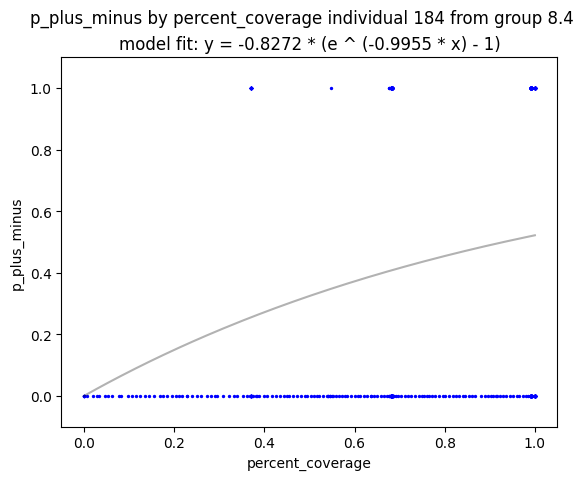 p_plus_minus by percent_coverage individual 184 from group 8.4
model fit: y = -0.8272 * (e ^ (-0.9955 * x) - 1)
1.0
0.8
0.6
0.4
0.2
0.0
p_plus_minus
0.0 0.2 0.4 0.6 0.8 1.0
percent_coverage